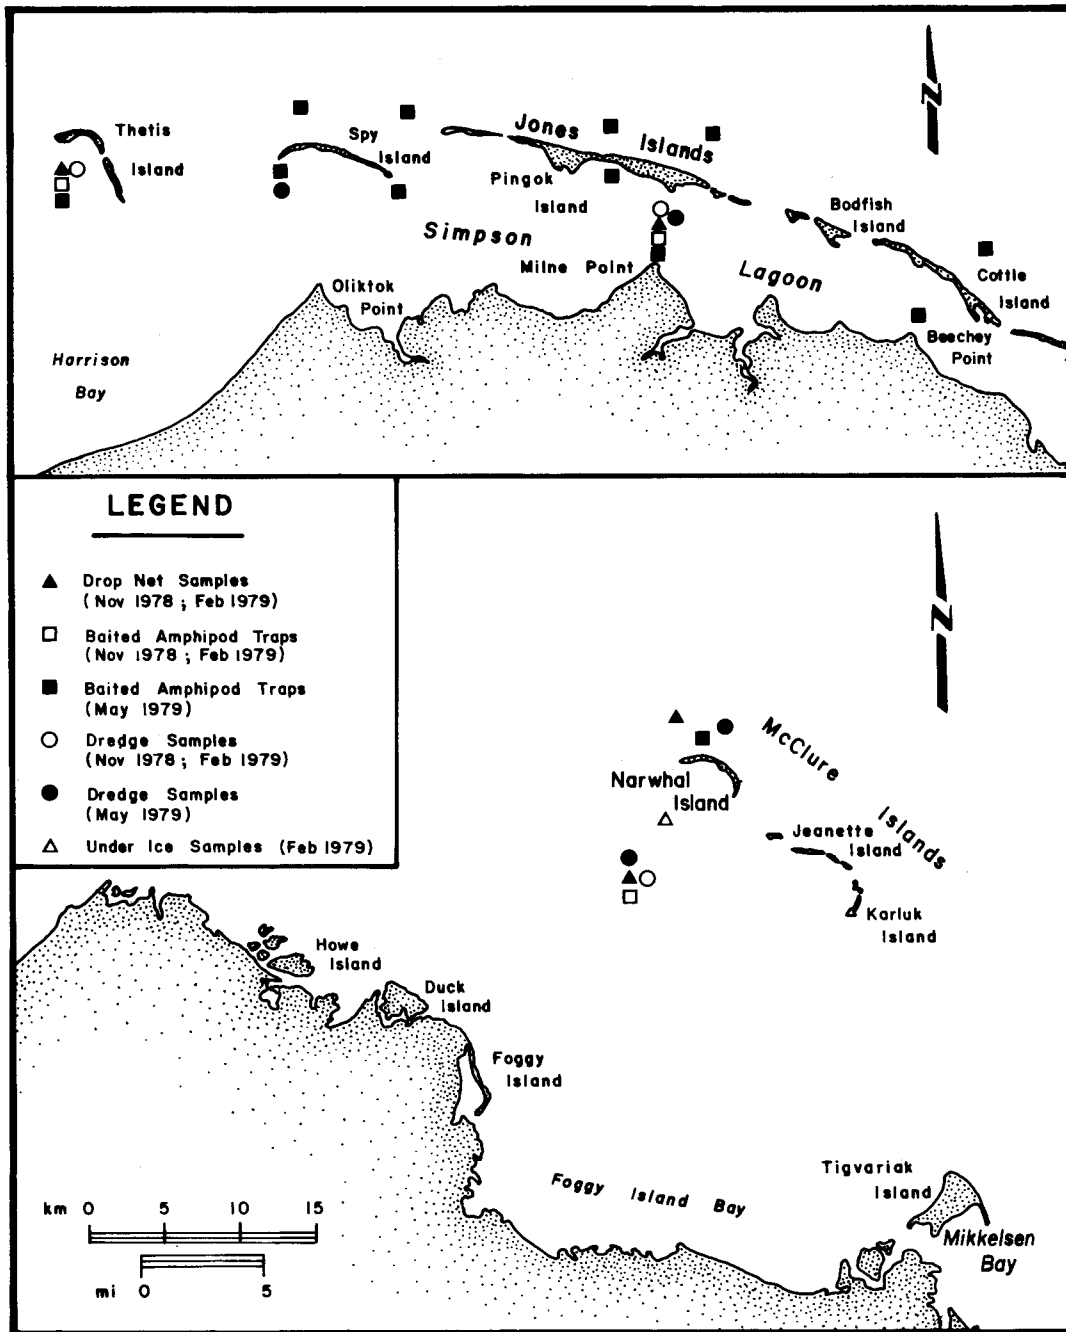 N
Thetis
Island
Spy
Island
Jones
Islands
Pingok
Island
Bodfish
Island
Simpson
Lagoon
Milne Point
Oliktok
Point
Cottle
Island
Beechey
Point
Harrison
Bay
LEGEND
Drop Net Samples
(Nov 1978 ; Feb 1979)
Baited Amphipod Traps
(Nov 1978 ; Feb 1979)
Baited Amphipod Traps
(May 1979)
Dredge Samples
(Nov 1978 ; Feb 1979)
Dredge Samples
(May 1979)
Under Ice Samples (Feb 1979)
N
McClure
Islands
Narwhal
Island
Jeanette
Island
Karluk
Island
Howe
Island
Duck
Island
Foggy
Island
Foggy Island Bay
Tigvariak
Island
Mikkelsen
Bay
km 0 5 10 15
mi 0 5